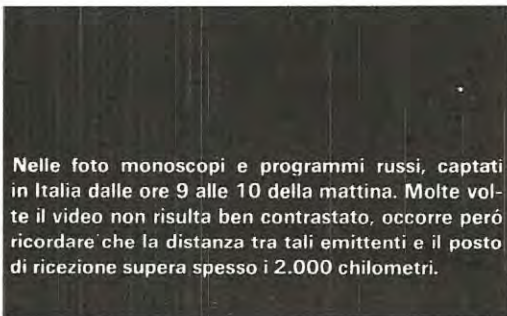 Nelle foto monoscopi e programmi russi, captati
in Italia dalle ore 9 alle 10 della mattina. Molte vol-
te il video non risulta ben contrastato, occorre peró
ricordare che la distanza tra tali emittenti e il posto
di ricezione supera spesso i 2.000 chilometri.